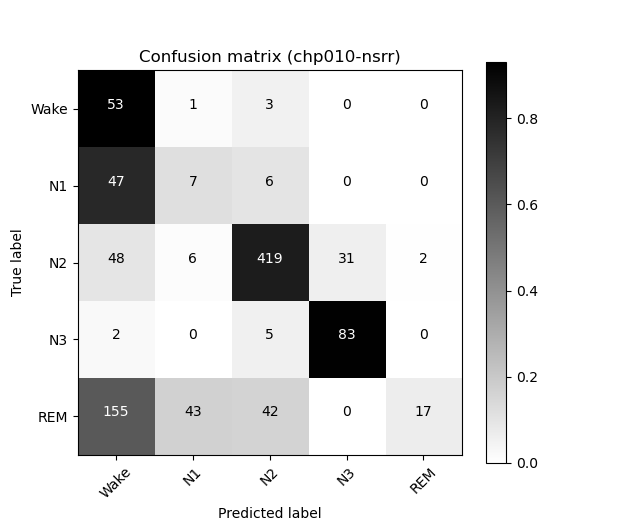 Confusion matrix (chp010-nsrr)
Wake 53 1 3 0 0
N1 47 7 6 0 0
N2 48 6 419 31 2
N3 2 0 5 83 0
REM 155 43 42 0 17
Wake N1 N2 N3 REM
Predicted label
True label
0.8
0.6
0.4
0.2
0.0